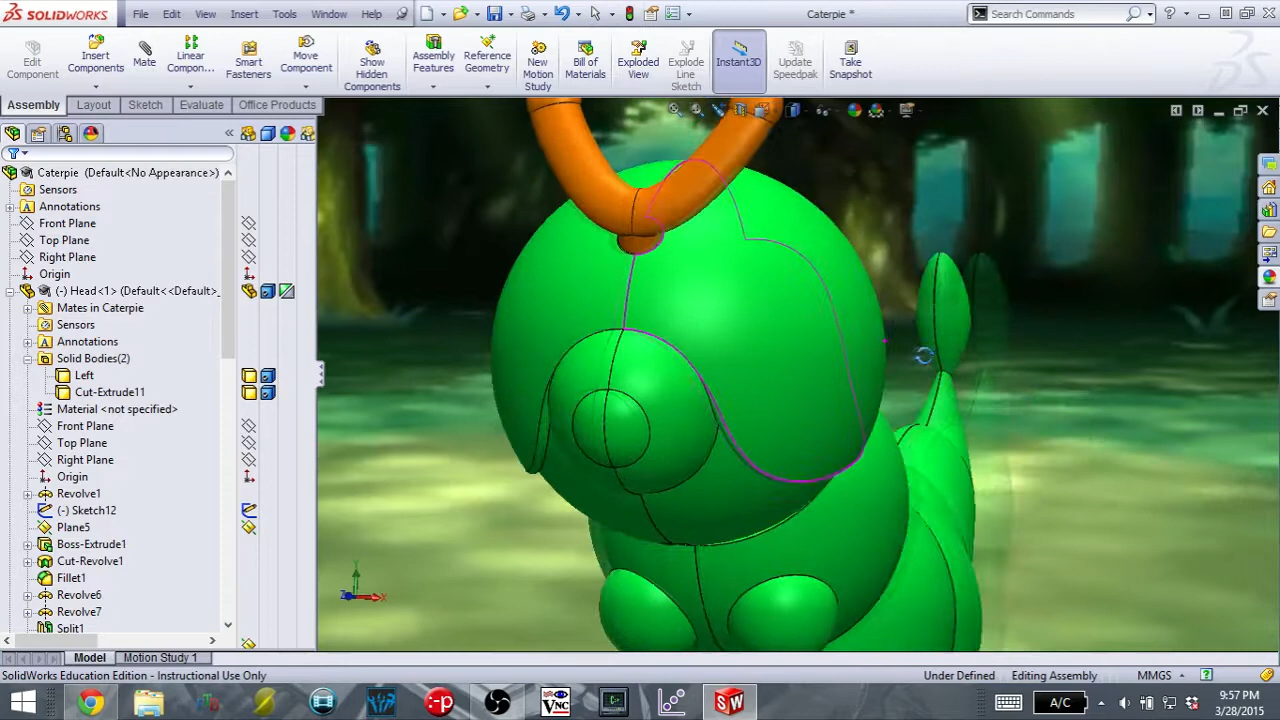 SOLIDWORKS File Edit View Insert Tools Window Help Caterpie * Search Commands
Edit Component
Insert Components
Mate
Linear Compon...
Smart Fasteners
Move Component
Show Hidden Components
Assembly Features
Reference Geometry
New Motion Study
Bill of Materials
Exploded View
Explode Line Sketch
Instant3D
Update Speedpak
Take Snapshot
Assembly Layout Sketch Evaluate Office Products
Caterpie (Default<No Appearance>)
Sensors
Annotations
Front Plane
Top Plane
Right Plane
Origin
(-) Head<1> (Default<<Default>_
Mates in Caterpie
Sensors
Annotations
Solid Bodies(2)
Left
Cut-Extrude11
Material <not specified>
Front Plane
Top Plane
Right Plane
Origin
Revolve1
(-) Sketch12
Plane5
Boss-Extrude1
Cut-Revolve1
Fillet1
Revolve6
Revolve7
Split1
Model Motion Study 1
SolidWorks Education Edition - Instructional Use Only Under Defined Editing Assembly MMGS
A/C
9:57 PM
3/28/2015